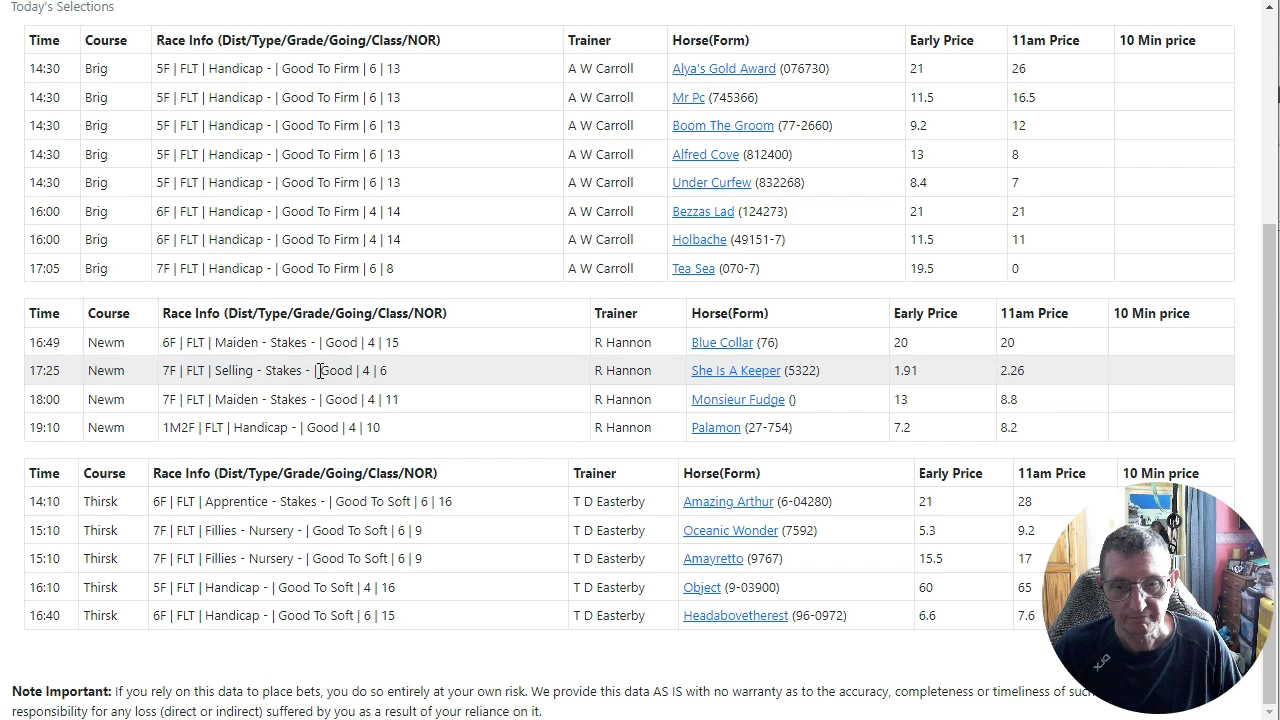 Today's Selections
Time Course Race Info (Dist/Type/Grade/Going/Class/NOR) Trainer Horse(Form) Early Price 11am Price 10 Min price
14:30 Brig 5F | FLT | Handicap - | Good To Firm | 6 | 13 A W Carroll Alya's Gold Award (076730) 21 26
14:30 Brig 5F | FLT | Handicap - | Good To Firm | 6 | 13 A W Carroll Mr Pc (745366) 11.5 16.5
14:30 Brig 5F | FLT | Handicap - | Good To Firm | 6 | 13 A W Carroll Boom The Groom (77-2660) 9.2 12
14:30 Brig 5F | FLT | Handicap - | Good To Firm | 6 | 13 A W Carroll Alfred Cove (812400) 13 8
14:30 Brig 5F | FLT | Handicap - | Good To Firm | 6 | 13 A W Carroll Under Curfew (832268) 8.4 7
16:00 Brig 6F | FLT | Handicap - | Good To Firm | 4 | 14 A W Carroll Bezzas Lad (124273) 21 21
16:00 Brig 6F | FLT | Handicap - | Good To Firm | 4 | 14 A W Carroll Holbache (49151-7) 11.5 11
17:05 Brig 7F | FLT | Handicap - | Good To Firm | 6 | 8 A W Carroll Tea Sea (070-7) 19.5 0
Time Course Race Info (Dist/Type/Grade/Going/Class/NOR) Trainer Horse(Form) Early Price 11am Price 10 Min price
16:49 Newm 6F | FLT | Maiden - Stakes - | Good | 4 | 15 R Hannon Blue Collar (76) 20 20
17:25 Newm 7F | FLT | Selling - Stakes - | Good | 4 | 6 R Hannon She Is A Keeper (5322) 1.91 2.26
18:00 Newm 7F | FLT | Maiden - Stakes - | Good | 4 | 11 R Hannon Monsieur Fudge () 13 8.8
19:10 Newm 1M2F | FLT | Handicap - | Good | 4 | 10 R Hannon Palamon (27-754) 7.2 8.2
Time Course Race Info (Dist/Type/Grade/Going/Class/NOR) Trainer Horse(Form) Early Price 11am Price 10 Min price
14:10 Thirsk 6F | FLT | Apprentice - Stakes - | Good To Soft | 6 | 16 T D Easterby Amazing Arthur (6-04280) 21 28
15:10 Thirsk 7F | FLT | Fillies - Nursery - | Good To Soft | 6 | 9 T D Easterby Oceanic Wonder (7592) 5.3 9.2
15:10 Thirsk 7F | FLT | Fillies - Nursery - | Good To Soft | 6 | 9 T D Easterby Amayretto (9767) 15.5 17
16:10 Thirsk 5F | FLT | Handicap - | Good To Soft | 4 | 16 T D Easterby Object (9-03900) 60 65
16:40 Thirsk 6F | FLT | Handicap - | Good To Soft | 6 | 15 T D Easterby Headabovetherest (96-0972) 6.6 7.6
Note Important: If you rely on this data to place bets, you do so entirely at your own risk. We provide this data AS IS with no warranty as to the accuracy, completeness or timeliness of
responsibility for any loss (direct or indirect) suffered by you as a result of your reliance on it.